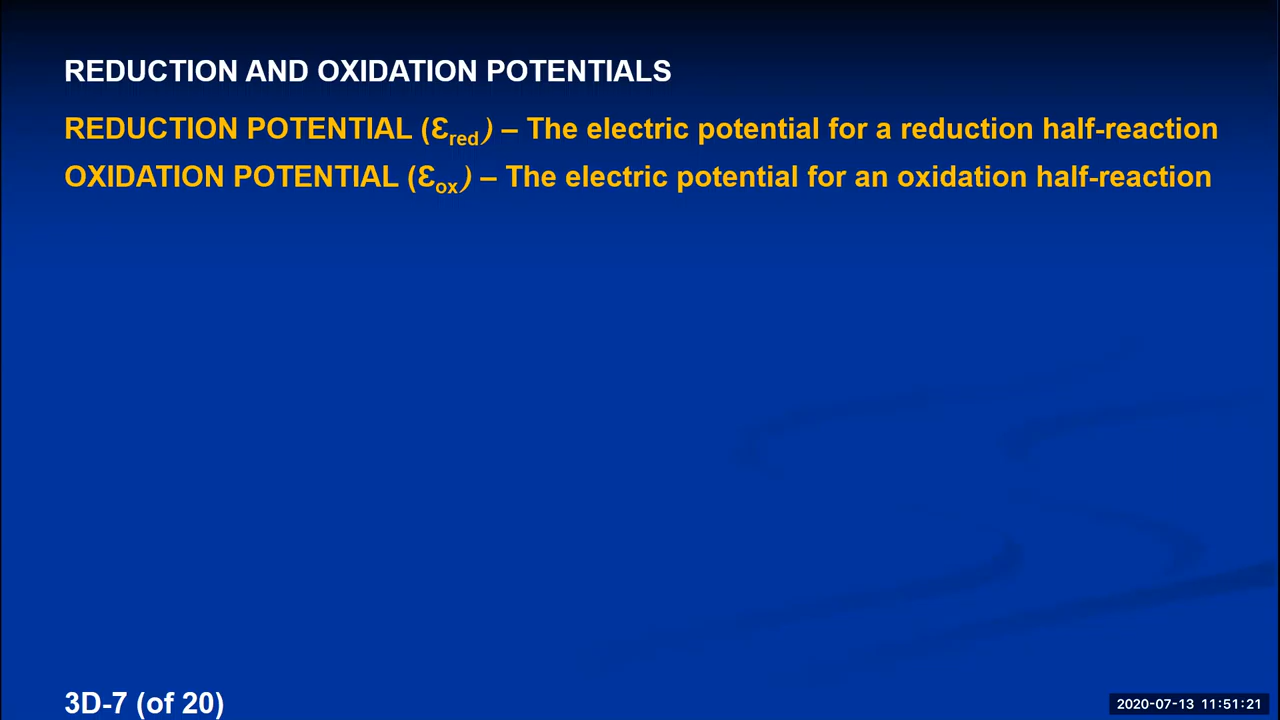 REDUCTION AND OXIDATION POTENTIALS
REDUCTION POTENTIAL (Ɛred) – The electric potential for a reduction half-reaction
OXIDATION POTENTIAL (Ɛox) – The electric potential for an oxidation half-reaction
3D-7 (of 20)
2020-07-13 11:51:21